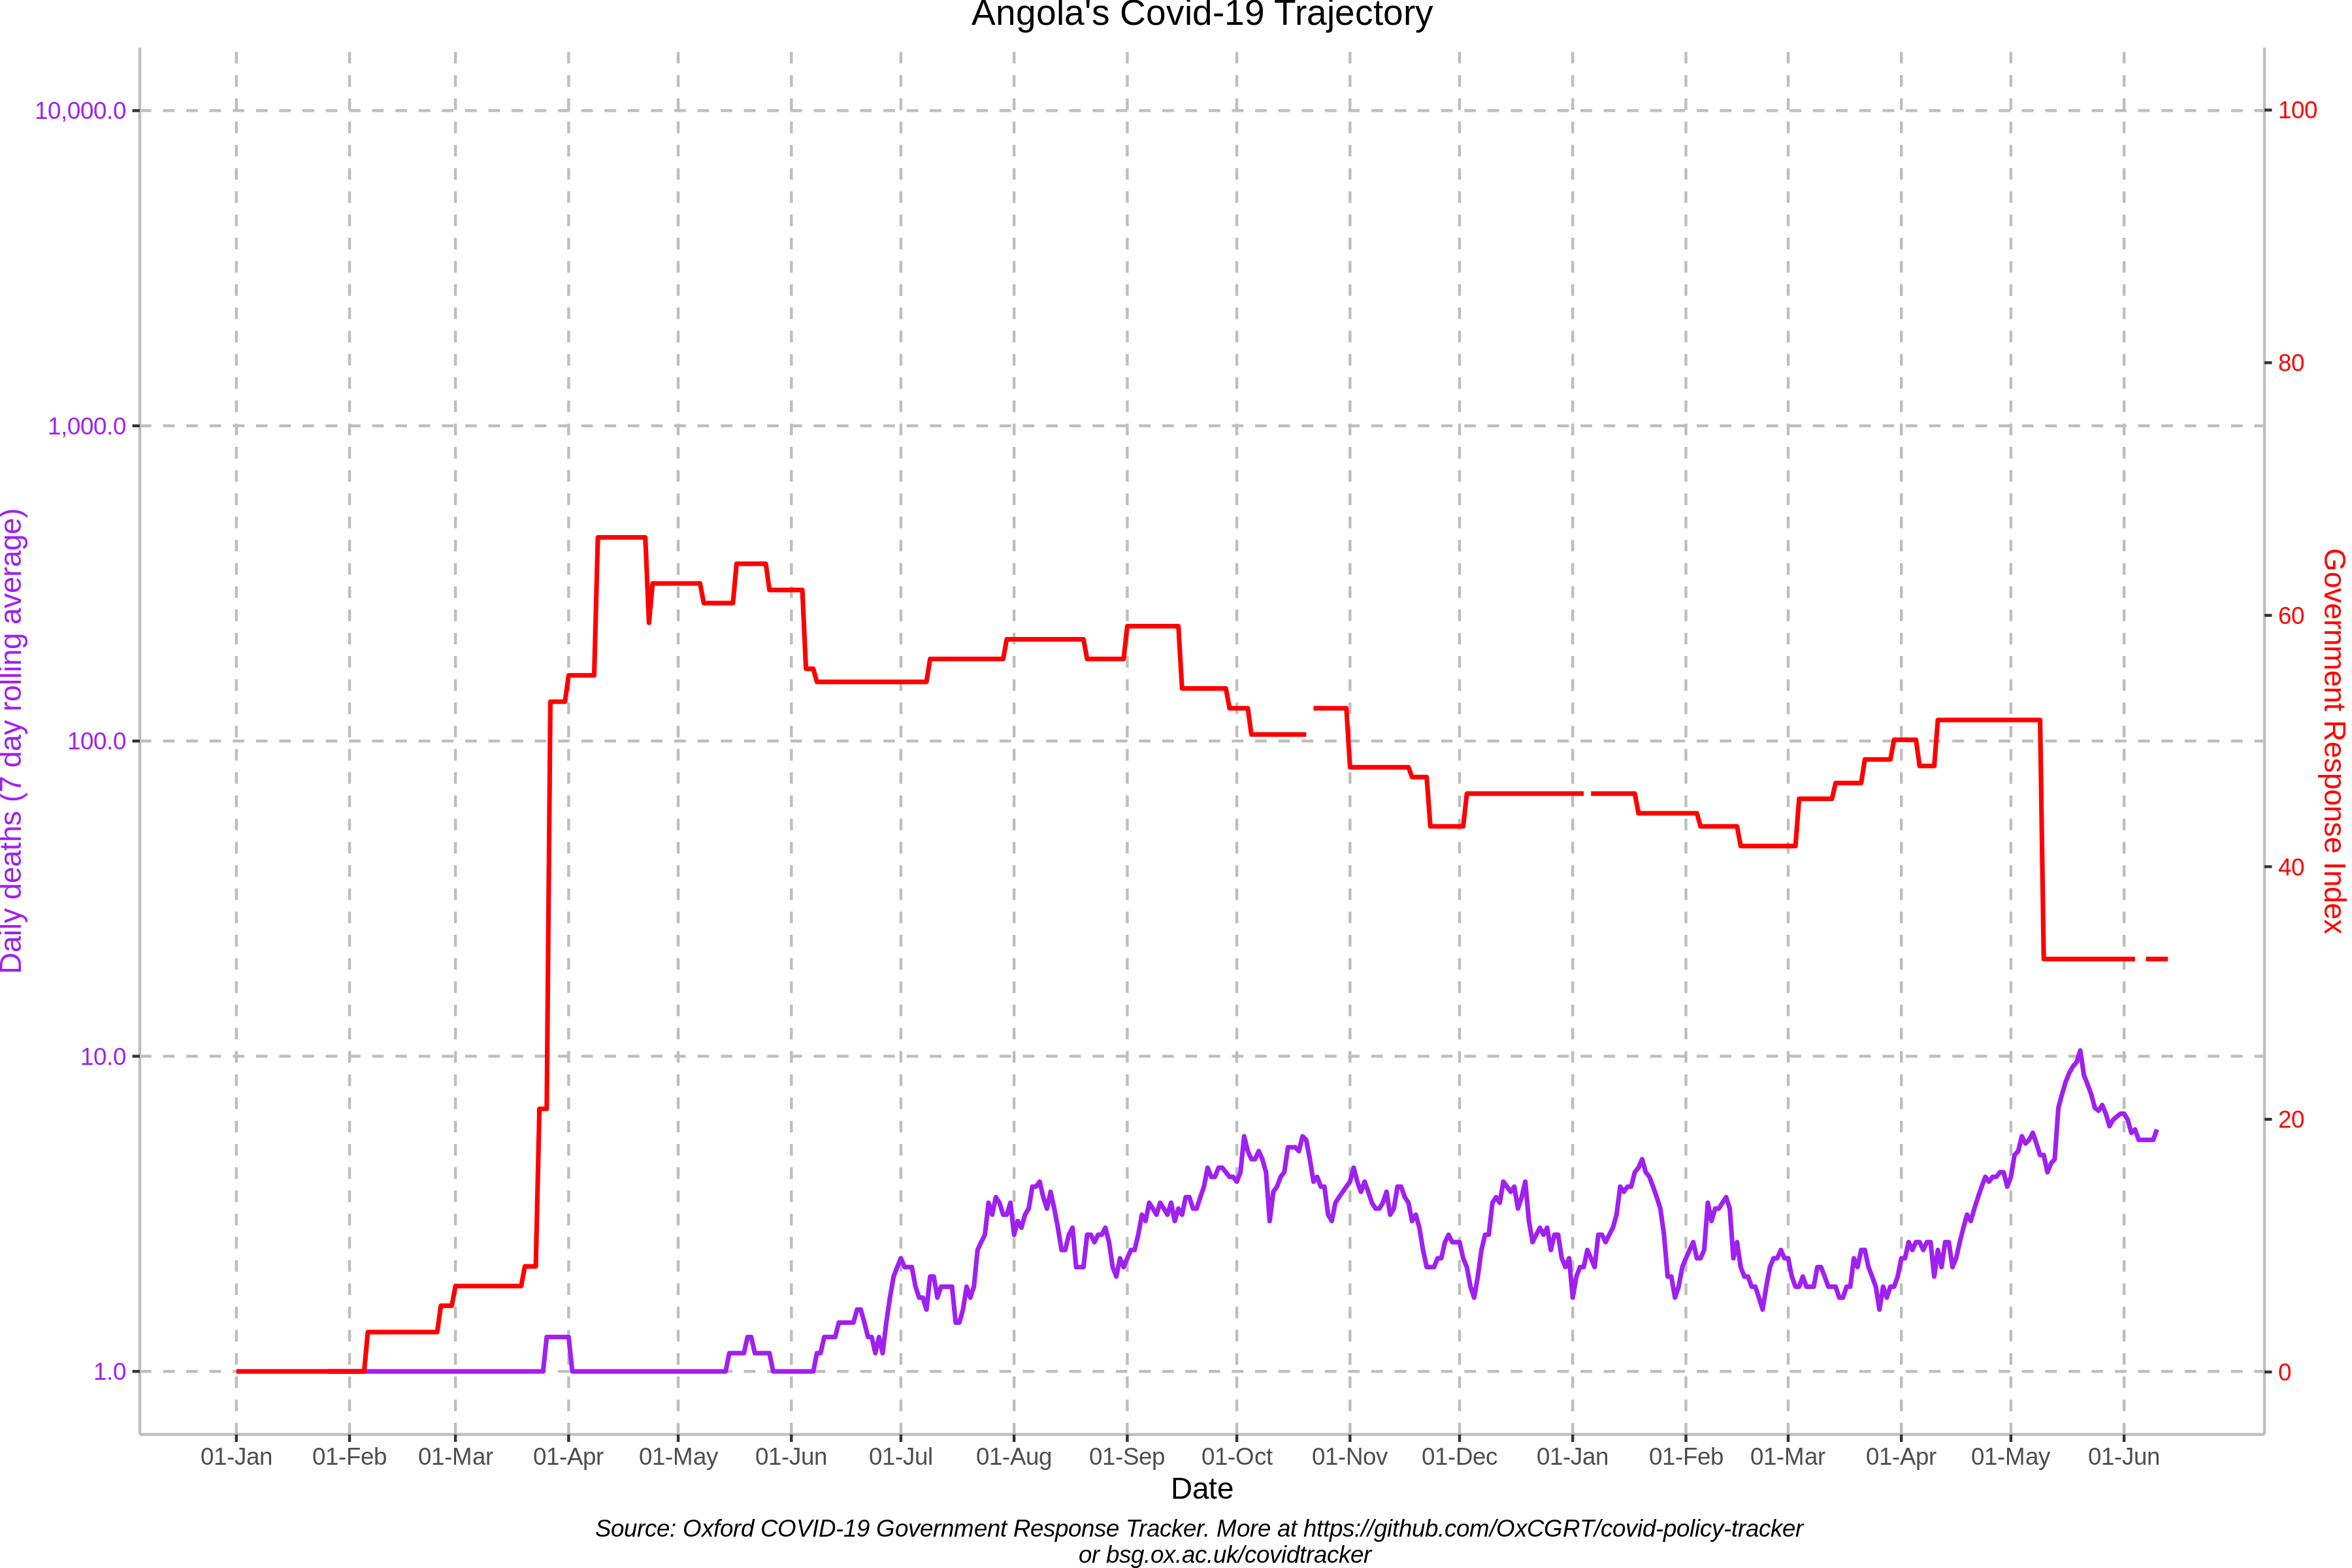 Angola's Covid-19 Trajectory
10,000.0
1,000.0
100.0
10.0
1.0
Daily deaths (7 day rolling average)
100
80
60
40
20
0
Government Response Index
01-Jan 01-Feb 01-Mar 01-Apr 01-May 01-Jun 01-Jul 01-Aug 01-Sep 01-Oct 01-Nov 01-Dec 01-Jan 01-Feb 01-Mar 01-Apr 01-May 01-Jun
Date
Source: Oxford COVID-19 Government Response Tracker. More at https://github.com/OxCGRT/covid-policy-tracker
or bsg.ox.ac.uk/covidtracker